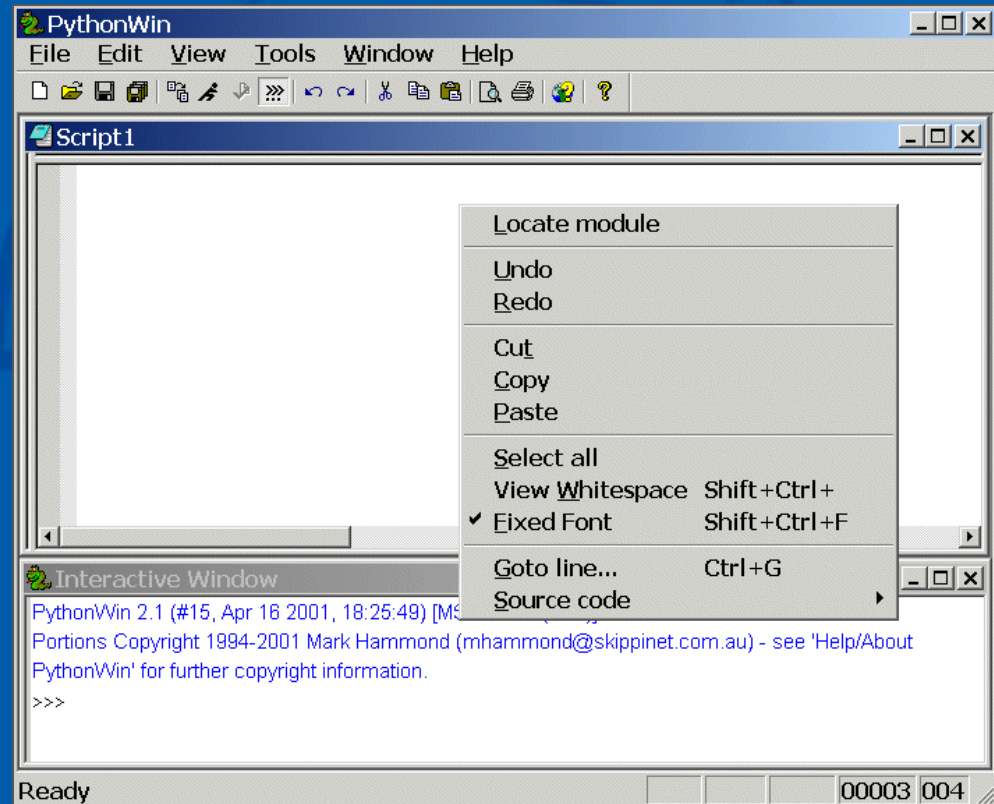 PythonWin
File Edit View Tools Window Help
Script1
Locate module
Undo
Redo
Cut
Copy
Paste
Select all
View Whitespace Shift+Ctrl+
Fixed Font Shift+Ctrl+F
Goto line... Ctrl+G
Source code
Interactive Window
PythonWin 2.1 (#15, Apr 16 2001, 18:25:49) [MS
Portions Copyright 1994-2001 Mark Hammond (mhammond@skippinet.com.au) - see 'Help/About
PythonWin' for further copyright information.
>>>
Ready 00003 004